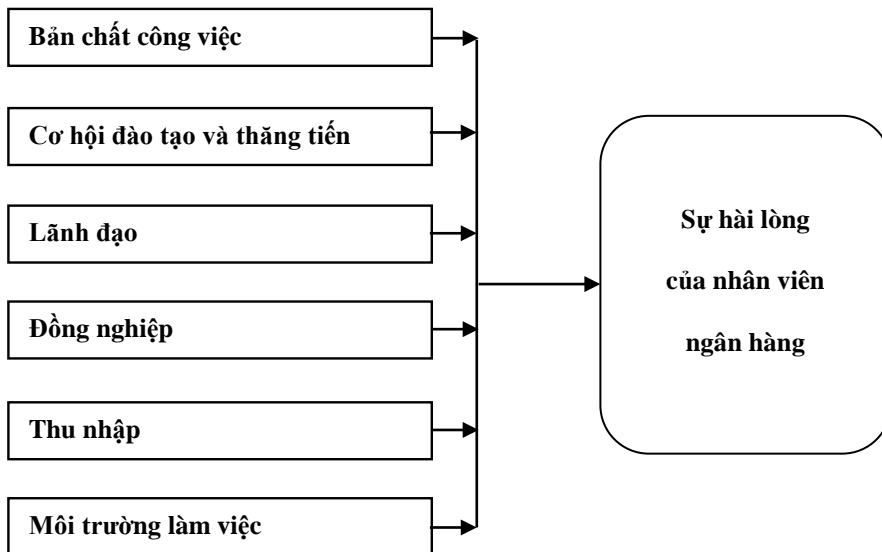 Bản chất công việc
Cơ hội đào tạo và thăng tiến
Lãnh đạo
Đồng nghiệp
Thu nhập
Môi trường làm việc
Sự hài lòng
của nhân viên
ngân hàng